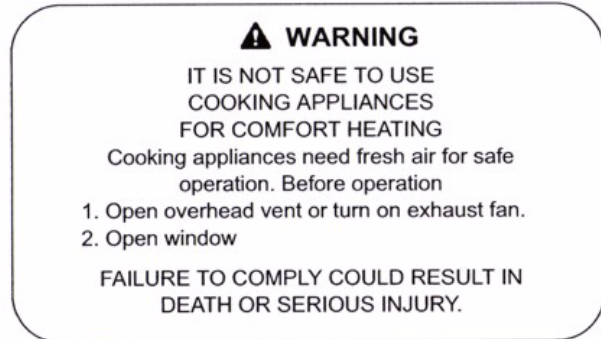 WARNING
IT IS NOT SAFE TO USE
COOKING APPLIANCES
FOR COMFORT HEATING
Cooking appliances need fresh air for safe
operation. Before operation
1. Open overhead vent or turn on exhaust fan.
2. Open window
FAILURE TO COMPLY COULD RESULT IN
DEATH OR SERIOUS INJURY.